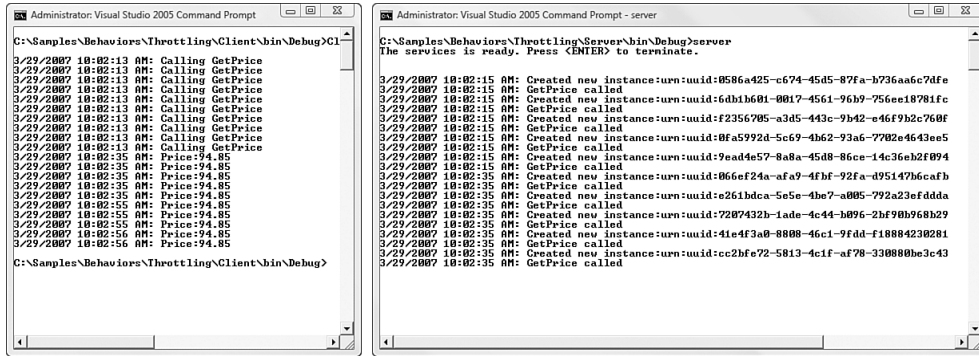 Administrator: Visual Studio 2005 Command Prompt
C:\Samples\Behaviors\Throttling\Client\bin\Debug>Cl
3/29/2007 10:02:13 AM: Calling GetPrice
3/29/2007 10:02:13 AM: Calling GetPrice
3/29/2007 10:02:13 AM: Calling GetPrice
3/29/2007 10:02:13 AM: Calling GetPrice
3/29/2007 10:02:13 AM: Calling GetPrice
3/29/2007 10:02:13 AM: Calling GetPrice
3/29/2007 10:02:13 AM: Calling GetPrice
3/29/2007 10:02:13 AM: Calling GetPrice
3/29/2007 10:02:13 AM: Calling GetPrice
3/29/2007 10:02:13 AM: Calling GetPrice
3/29/2007 10:02:35 AM: Price:94.85
3/29/2007 10:02:35 AM: Price:94.85
3/29/2007 10:02:35 AM: Price:94.85
3/29/2007 10:02:35 AM: Price:94.85
3/29/2007 10:02:35 AM: Price:94.85
3/29/2007 10:02:55 AM: Price:94.85
3/29/2007 10:02:55 AM: Price:94.85
3/29/2007 10:02:56 AM: Price:94.85
3/29/2007 10:02:56 AM: Price:94.85
3/29/2007 10:02:56 AM: Price:94.85
C:\Samples\Behaviors\Throttling\Client\bin\Debug>
Administrator: Visual Studio 2005 Command Prompt - server
C:\Samples\Behaviors\Throttling\Server\bin\Debug>server
The services is ready. Press <ENTER> to terminate.
3/29/2007 10:02:15 AM: Created new instance:urn:uuid:0586a425-c674-45d5-87fa-b736aa6c7dfe
3/29/2007 10:02:15 AM: GetPrice called
3/29/2007 10:02:15 AM: Created new instance:urn:uuid:6db1b601-0017-4561-96b9-756ee18781fc
3/29/2007 10:02:15 AM: GetPrice called
3/29/2007 10:02:15 AM: Created new instance:urn:uuid:f2356705-a3d5-443c-9b42-e46f9b2c760f
3/29/2007 10:02:15 AM: GetPrice called
3/29/2007 10:02:15 AM: Created new instance:urn:uuid:0fa5992d-5c69-4b62-93a6-7702e4643ee5
3/29/2007 10:02:15 AM: GetPrice called
3/29/2007 10:02:15 AM: Created new instance:urn:uuid:9ead4e57-8a8a-45d8-86ce-14c36eb2f094
3/29/2007 10:02:15 AM: GetPrice called
3/29/2007 10:02:35 AM: Created new instance:urn:uuid:066ef24a-afa9-4fbf-92fa-d95147b6cafb
3/29/2007 10:02:35 AM: GetPrice called
3/29/2007 10:02:35 AM: Created new instance:urn:uuid:e261bdca-5e5e-4be7-a005-792a23efddda
3/29/2007 10:02:35 AM: GetPrice called
3/29/2007 10:02:35 AM: Created new instance:urn:uuid:7207432b-1ade-4c44-b096-2bf90b968b29
3/29/2007 10:02:35 AM: GetPrice called
3/29/2007 10:02:35 AM: Created new instance:urn:uuid:41e4f3a0-8808-46c1-9fdd-f18884230281
3/29/2007 10:02:35 AM: GetPrice called
3/29/2007 10:02:35 AM: Created new instance:urn:uuid:cc2bfe72-5813-4c1f-af78-330880be3c43
3/29/2007 10:02:35 AM: GetPrice called